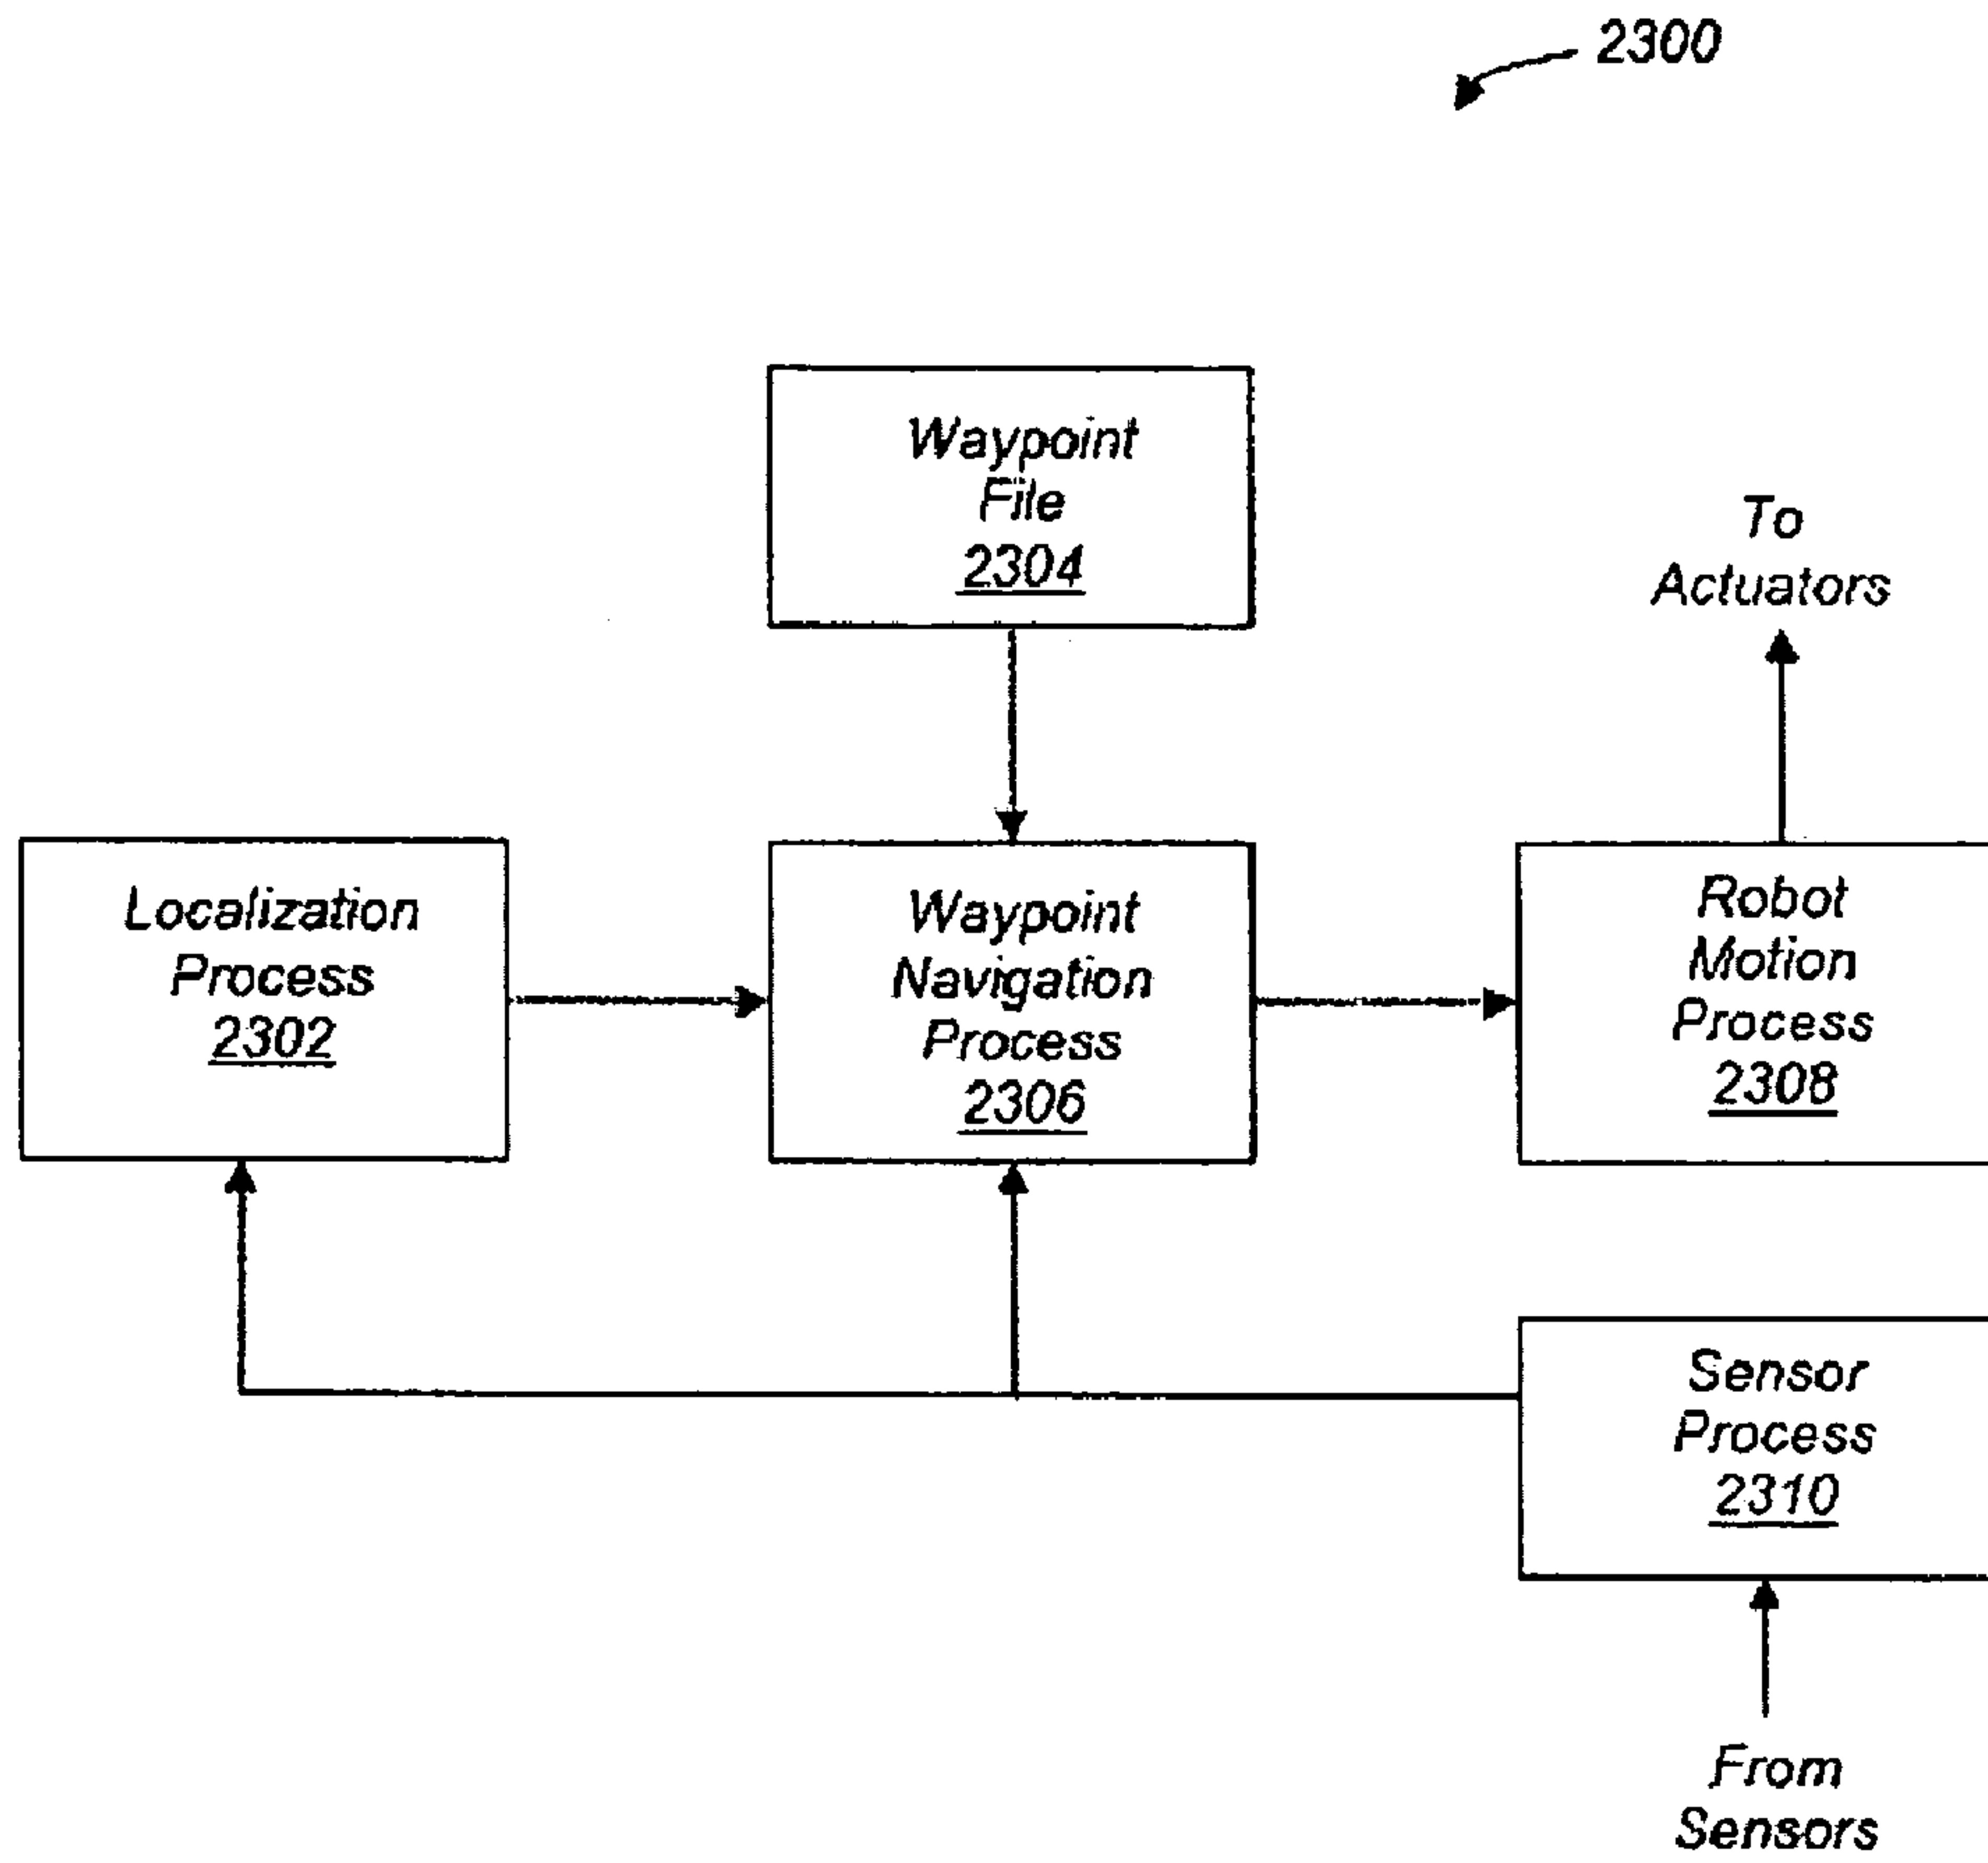 2300
Waypoint
File
2304
To
Actuators
Localization
Process
2302
Waypoint
Navigation
Process
2306
Robot
Motion
Process
2308
Sensor
Process
2310
From
Sensors